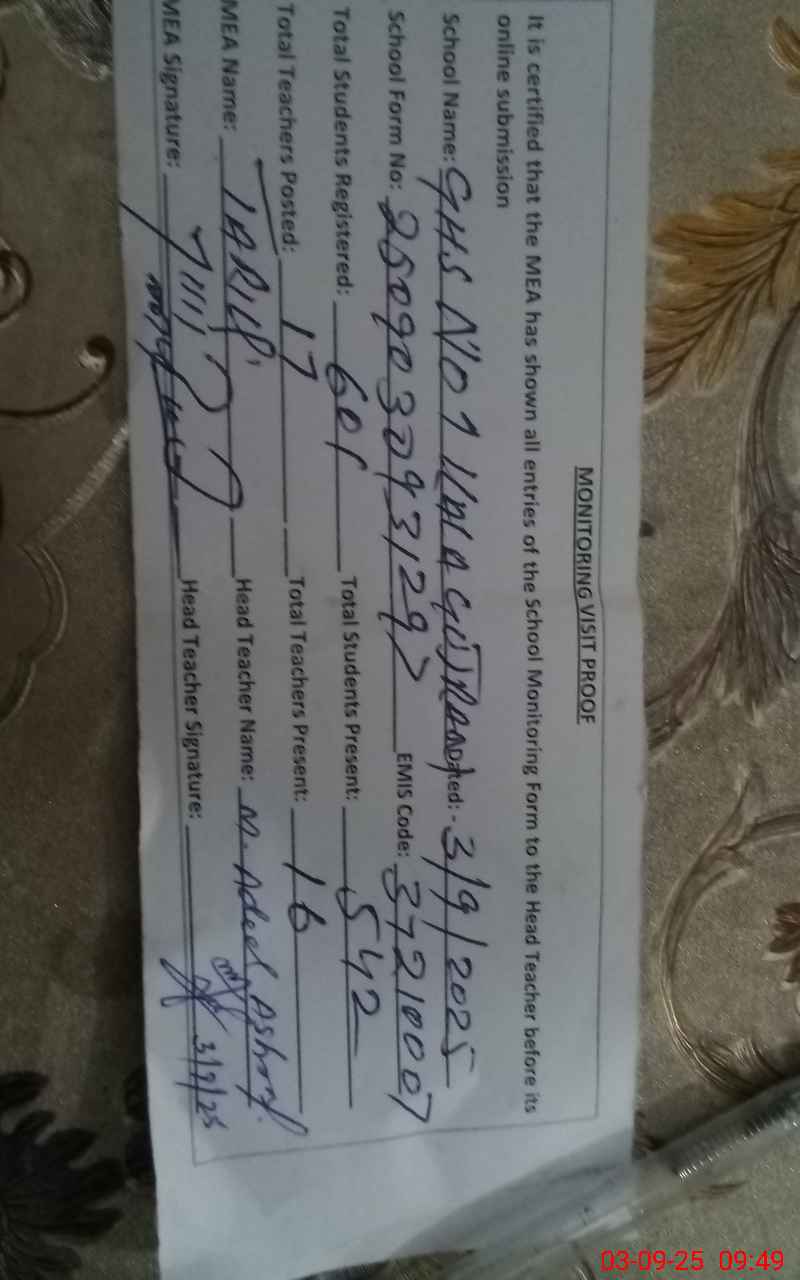 MONITORING VISIT PROOF
It is certified that the MEA has shown all entries of the School Monitoring Form to the Head Teacher before its
online submission
School Name: GHS No 1 Dated: - 3/9/2025
School Form No: EMIS Code: 37210007
Total Students Registered: 601 Total Students Present: 542
Total Teachers Posted: 17 Total Teachers Present: 16
MEA Name: TARIQ Head Teacher Name: M. Adeel Ashraf
MEA Signature: Head Teacher Signature: 3/9/25
03-09-25 09:49